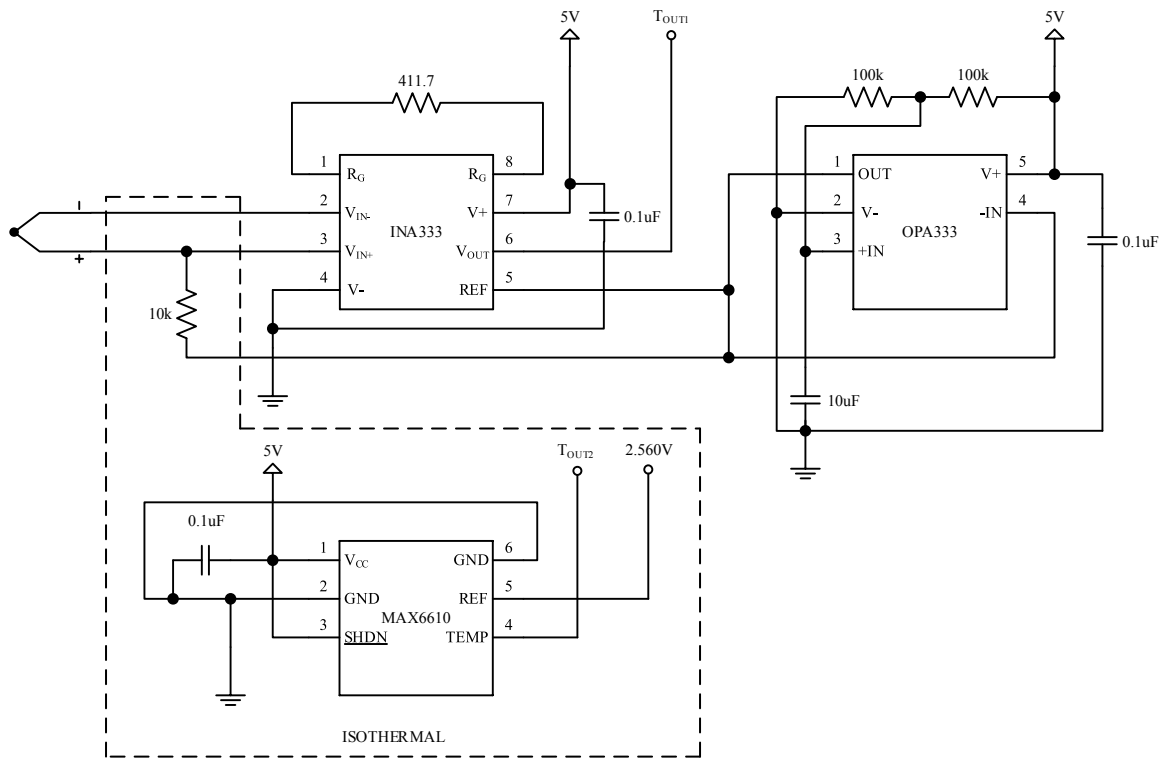 5V
T_OUT1
5V
411.7
100k
100k
1
R_G
8
R_G
1
OUT
5
V+
-
2
V_IN-
7
V+
0.1uF
2
V-
4
-IN
INA333
OPA333
3
V_IN+
6
V_OUT
3
+IN
0.1uF
+
4
V-
5
REF
10k
10uF
5V
T_OUT2
2.560V
0.1uF
1
V_CC
6
GND
2
GND
5
REF
MAX6610
3
SHDN
4
TEMP
ISOTHERMAL